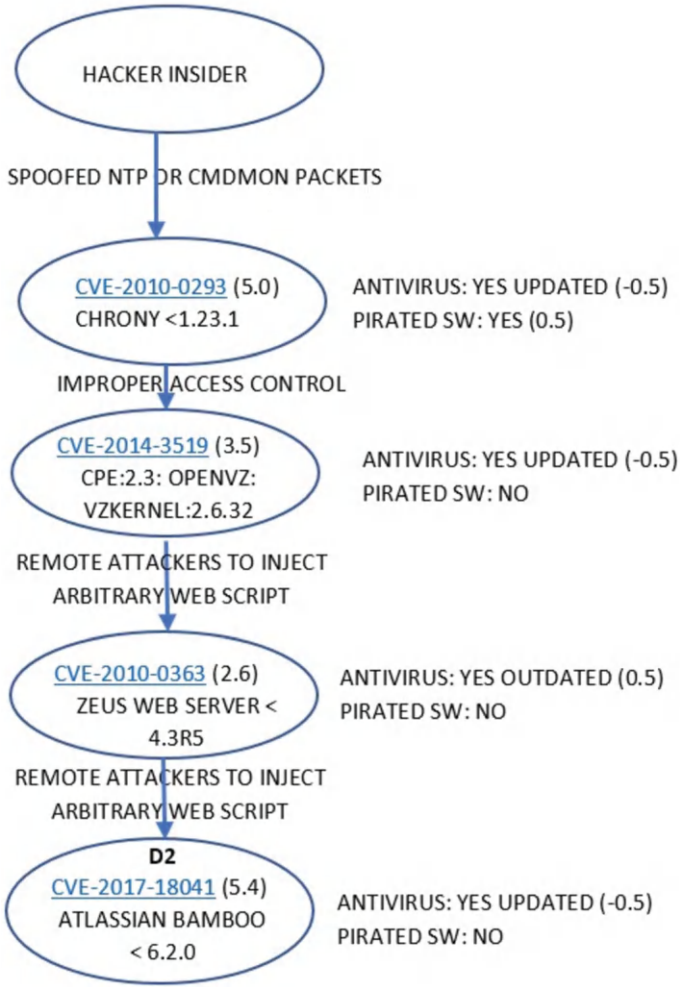 HACKER INSIDER
SPOOFED NTP OR CMDMON PACKETS
CVE-2010-0293 (5.0)
CHRONY <1.23.1
ANTIVIRUS: YES UPDATED (-0.5)
PIRATED SW: YES (0.5)
IMPROPER ACCESS CONTROL
CVE-2014-3519 (3.5)
CPE:2.3: OPENVZ:
VZKERNEL:2.6.32
ANTIVIRUS: YES UPDATED (-0.5)
PIRATED SW: NO
REMOTE ATTACKERS TO INJECT
ARBITRARY WEB SCRIPT
CVE-2010-0363 (2.6)
ZEUS WEB SERVER <
4.3R5
ANTIVIRUS: YES OUTDATED (0.5)
PIRATED SW: NO
REMOTE ATTACKERS TO INJECT
ARBITRARY WEB SCRIPT
D2
CVE-2017-18041 (5.4)
ATLASSIAN BAMBOO
< 6.2.0
ANTIVIRUS: YES UPDATED (-0.5)
PIRATED SW: NO